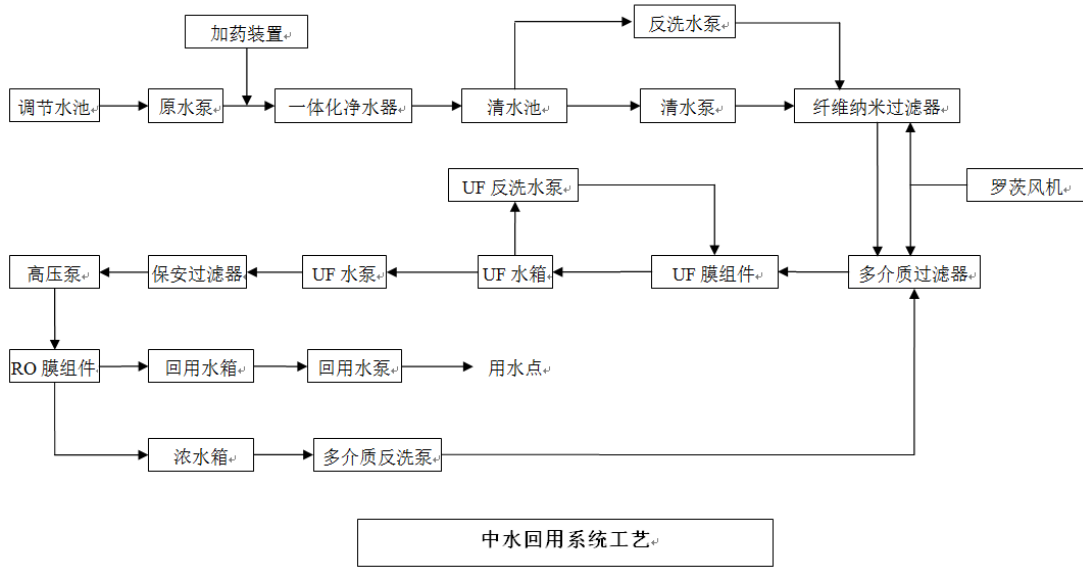 加药装置
反洗水泵
调节水池
原水泵
一体化净水器
清水池
清水泵
纤维纳米过滤器
UF 反洗水泵
罗茨风机
高压泵
保安过滤器
UF 水泵
UF 水箱
UF 膜组件
多介质过滤器
RO 膜组件
回用水箱
回用水泵
用水点
浓水箱
多介质反洗泵
中水回用系统工艺